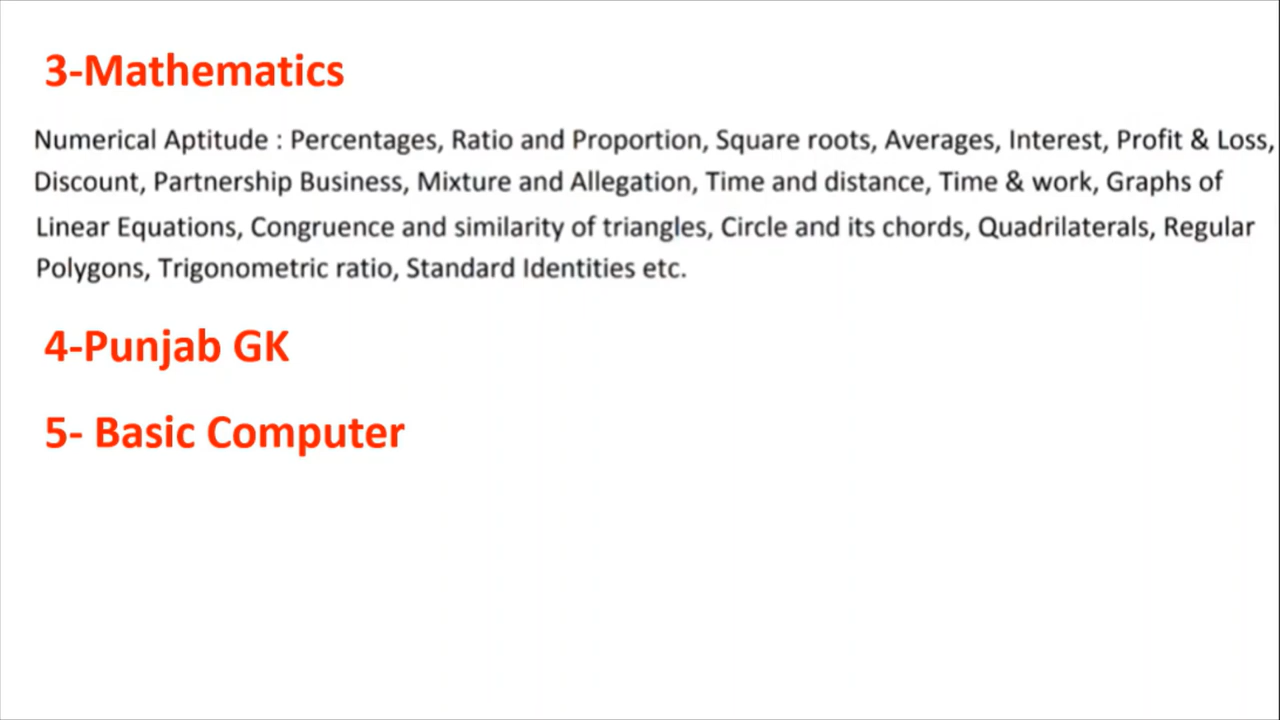 3-Mathematics
Numerical Aptitude : Percentages, Ratio and Proportion, Square roots, Averages, Interest, Profit & Loss,
Discount, Partnership Business, Mixture and Allegation, Time and distance, Time & work, Graphs of
Linear Equations, Congruence and similarity of triangles, Circle and its chords, Quadrilaterals, Regular
Polygons, Trigonometric ratio, Standard Identities etc.
4-Punjab GK
5- Basic Computer